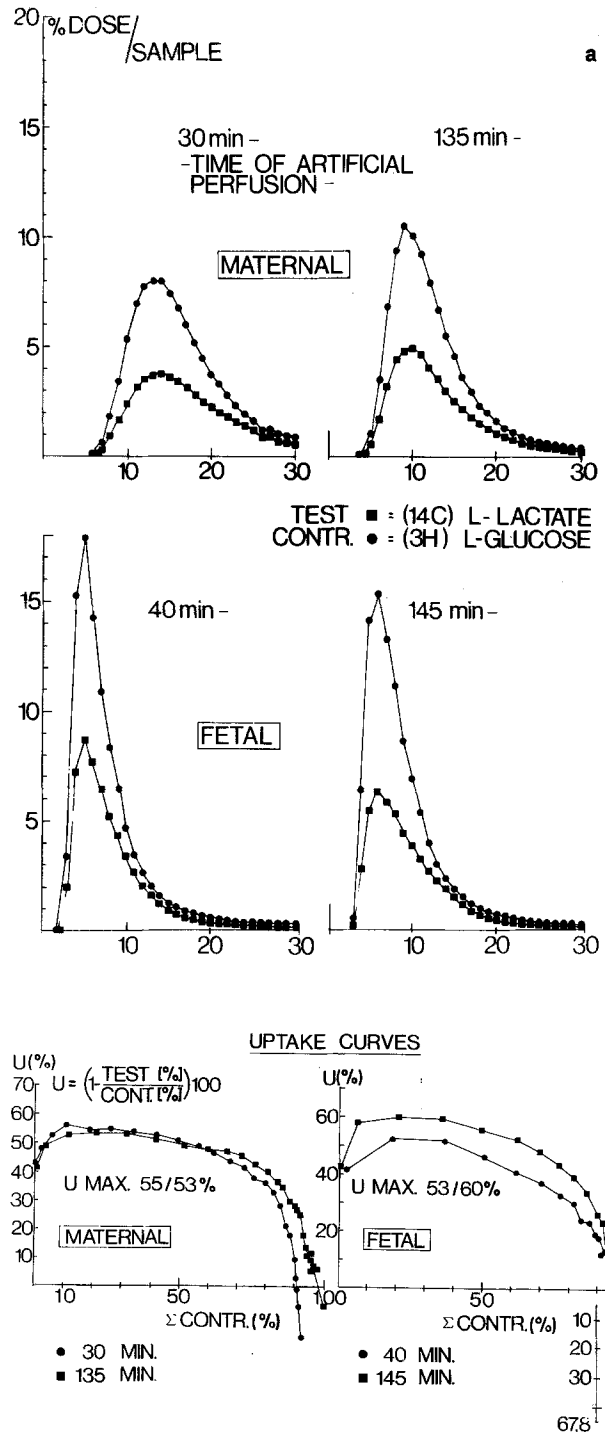 20
% DOSE
/SAMPLE
a
15
30 min -
135 min -
-TIME OF ARTIFICIAL
PERFUSION -
10
MATERNAL
5
10
20
30
10
20
30
TEST ■ = (14C) L-LACTATE
CONTR. ● = (3H) L-GLUCOSE
15
40 min -
145 min -
10
FETAL
5
10
20
30
10
20
30
UPTAKE CURVES
U(%)
U = (1- TEST [%] / CONT. [%] ) 100
70
60
50
40
30
20
10
U MAX. 55/53%
MATERNAL
10
50
100
Σ CONTR. (%)
● 30 MIN.
■ 135 MIN.
U(%)
60
40
20
U MAX. 53/60%
FETAL
50
Σ CONTR. (%)
● 40 MIN.
■ 145 MIN.
10
20
30
67.8